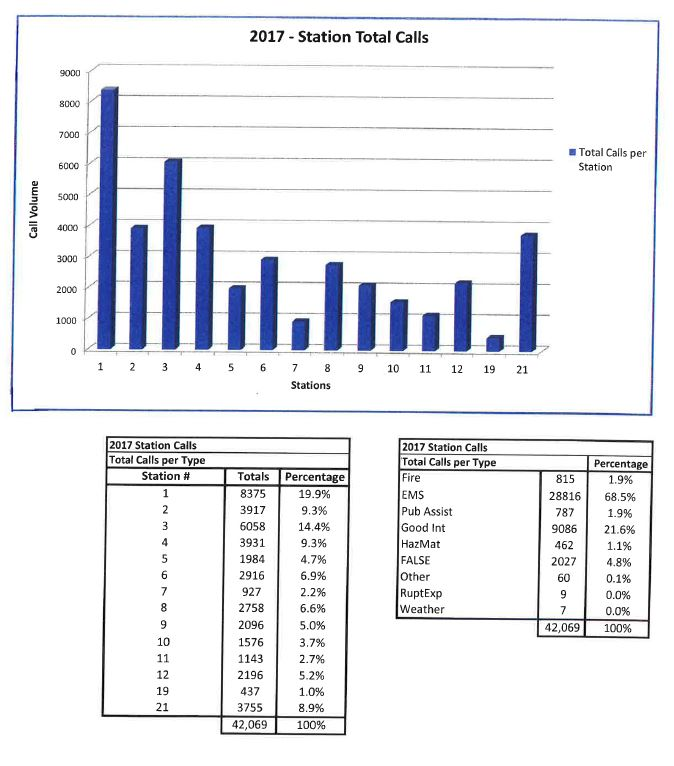 2017 - Station Total Calls
9000
8000
7000
6000
5000
4000
3000
2000
1000
0
Call Volume
1 2 3 4 5 6 7 8 9 10 11 12 19 21
Stations
Total Calls per
Station
2017 Station Calls
Total Calls per Type
Station # Totals Percentage
1 8375 19.9%
2 3917 9.3%
3 6058 14.4%
4 3931 9.3%
5 1984 4.7%
6 2916 6.9%
7 927 2.2%
8 2758 6.6%
9 2096 5.0%
10 1576 3.7%
11 1143 2.7%
12 2196 5.2%
19 437 1.0%
21 3755 8.9%
42,069 100%
2017 Station Calls
Total Calls per Type Percentage
Fire 815 1.9%
EMS 28816 68.5%
Pub Assist 787 1.9%
Good Int 9086 21.6%
HazMat 462 1.1%
FALSE 2027 4.8%
Other 60 0.1%
RuptExp 9 0.0%
Weather 7 0.0%
42,069 100%